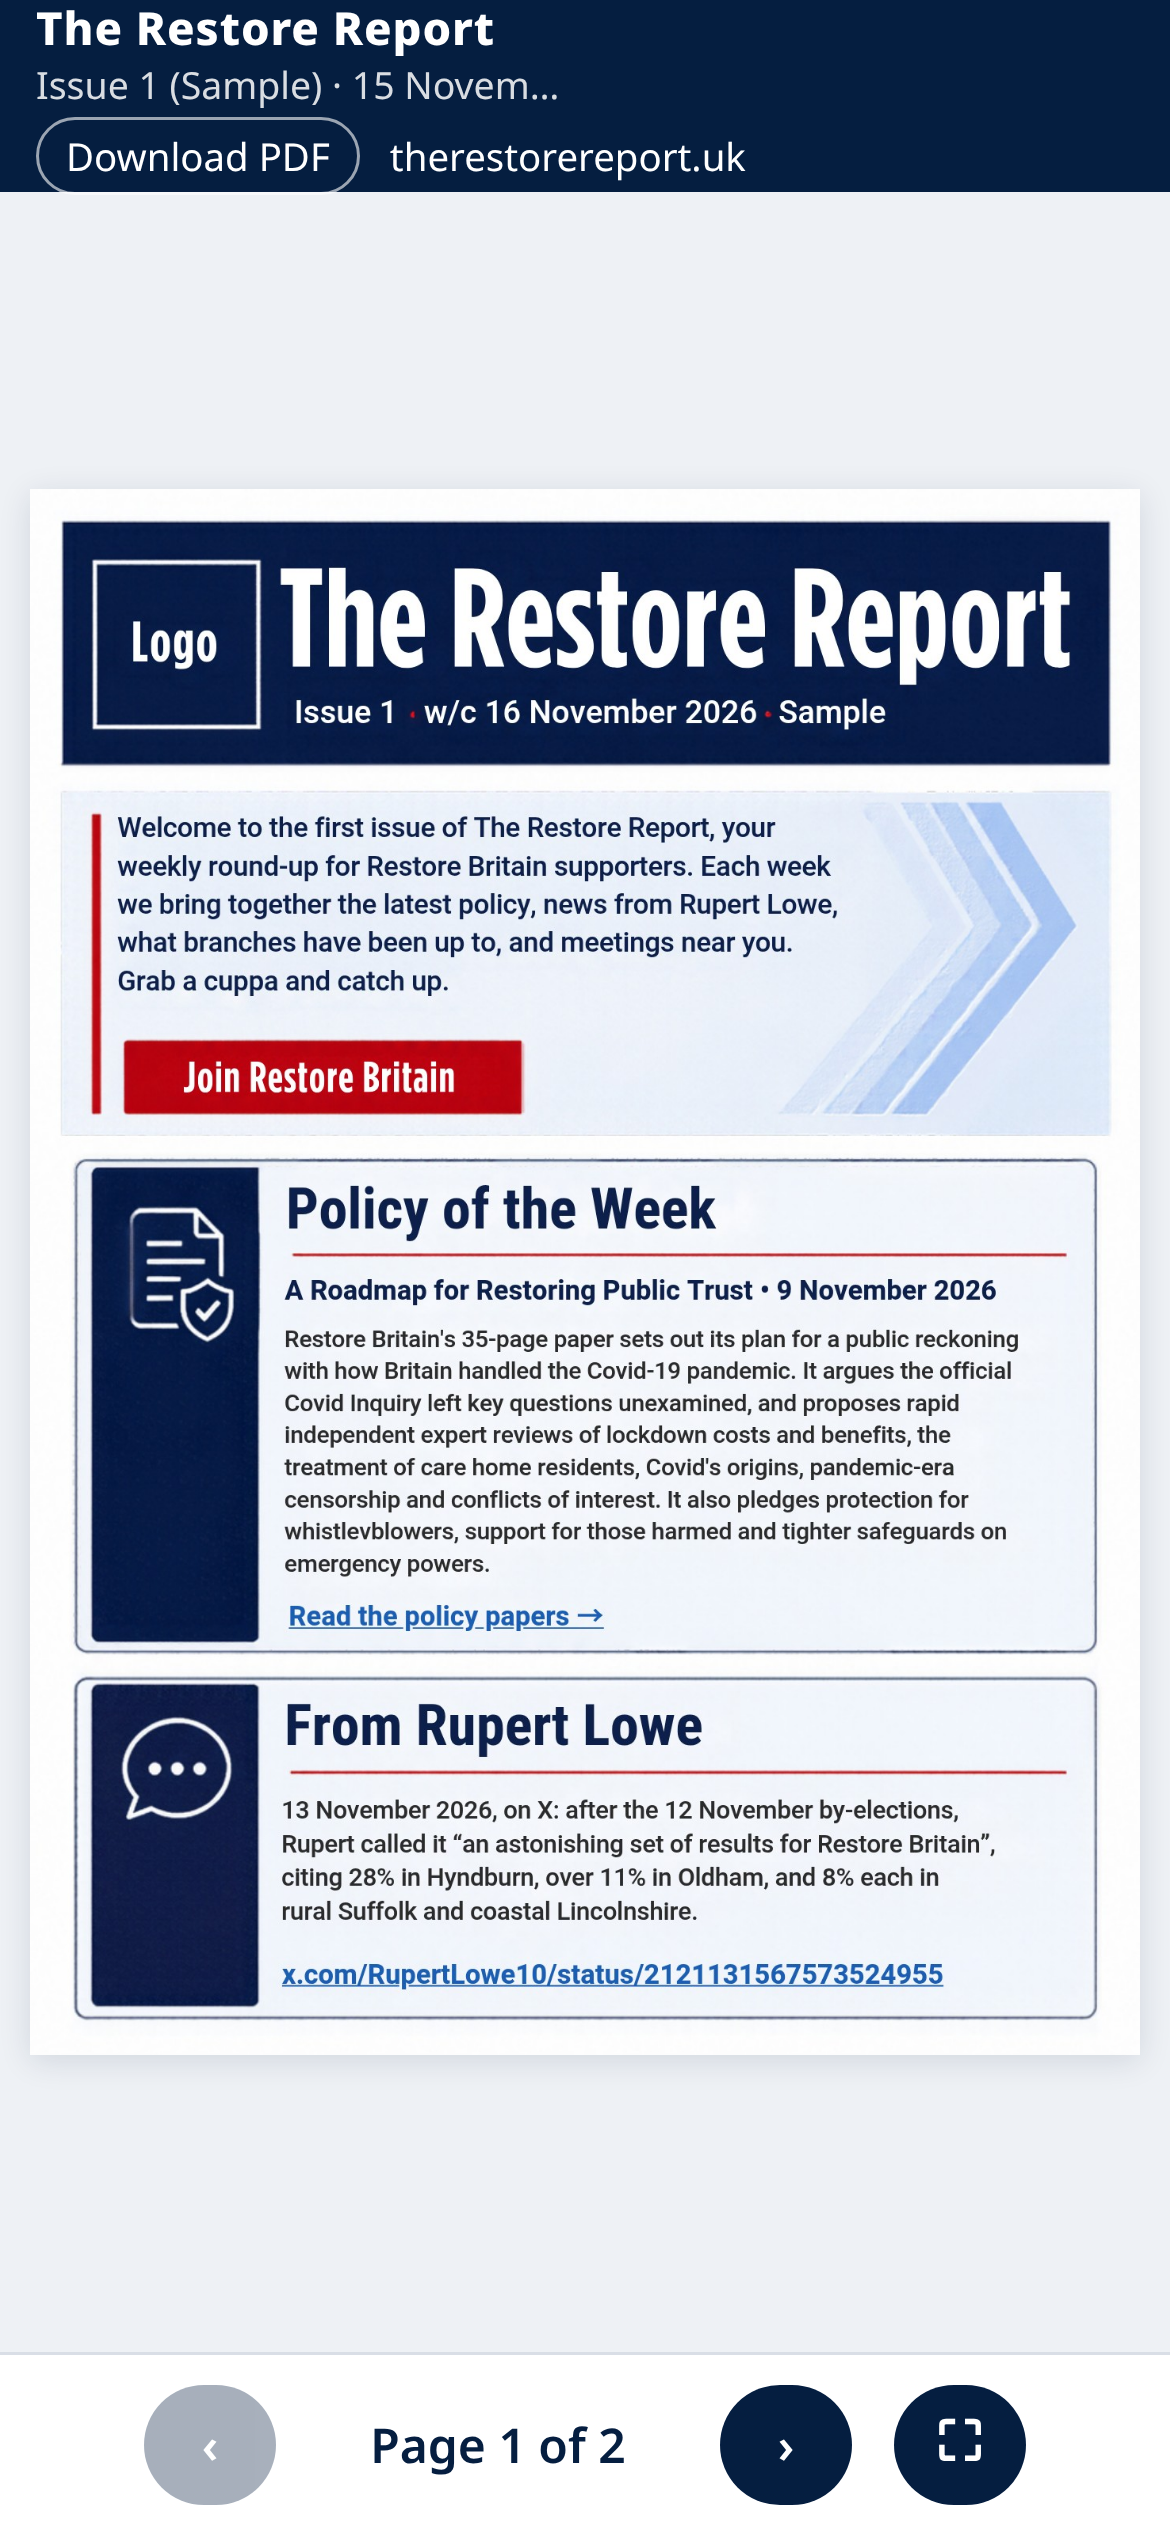 The Restore Report
Issue 1 (Sample) · 15 Novem...
Download PDF therestorereport.uk
Logo
The Restore Report
Issue 1 · w/c 16 November 2026 · Sample
Welcome to the first issue of The Restore Report, your
weekly round-up for Restore Britain supporters. Each week
we bring together the latest policy, news from Rupert Lowe,
what branches have been up to, and meetings near you.
Grab a cuppa and catch up.
Join Restore Britain
Policy of the Week
A Roadmap for Restoring Public Trust • 9 November 2026
Restore Britain's 35-page paper sets out its plan for a public reckoning
with how Britain handled the Covid-19 pandemic. It argues the official
Covid Inquiry left key questions unexamined, and proposes rapid
independent expert reviews of lockdown costs and benefits, the
treatment of care home residents, Covid's origins, pandemic-era
censorship and conflicts of interest. It also pledges protection for
whistlevblowers, support for those harmed and tighter safeguards on
emergency powers.
Read the policy papers →
From Rupert Lowe
13 November 2026, on X: after the 12 November by-elections,
Rupert called it “an astonishing set of results for Restore Britain”,
citing 28% in Hyndburn, over 11% in Oldham, and 8% each in
rural Suffolk and coastal Lincolnshire.
x.com/RupertLowe10/status/2121131567573524955
‹ Page 1 of 2 ›